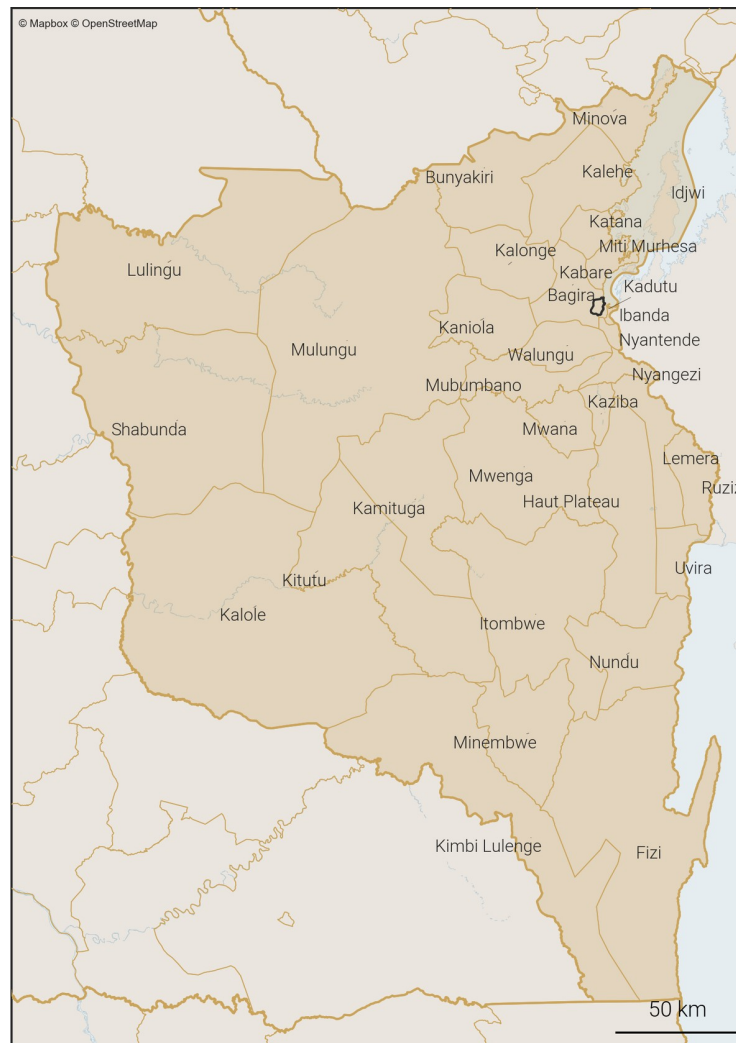 © Mapbox © OpenStreetMap
Minova
Kalehe
Bunyakiri
Idjwi
Katana
Miti Murhesa
Kalonge
Lulingu
Kabare
Kadutu
Bagira
Ibanda
Kaniola
Nyantende
Mulungu
Walungu
Nyangezi
Mubumbano
Kaziba
Shabunda
Mwana
Lemera
Mwenga
Ruziz
Haut Plateau
Kamituga
Uvira
Kitutu
Kalole
Itombwe
Nundu
Minembwe
Kimbi Lulenge
Fizi
50 km